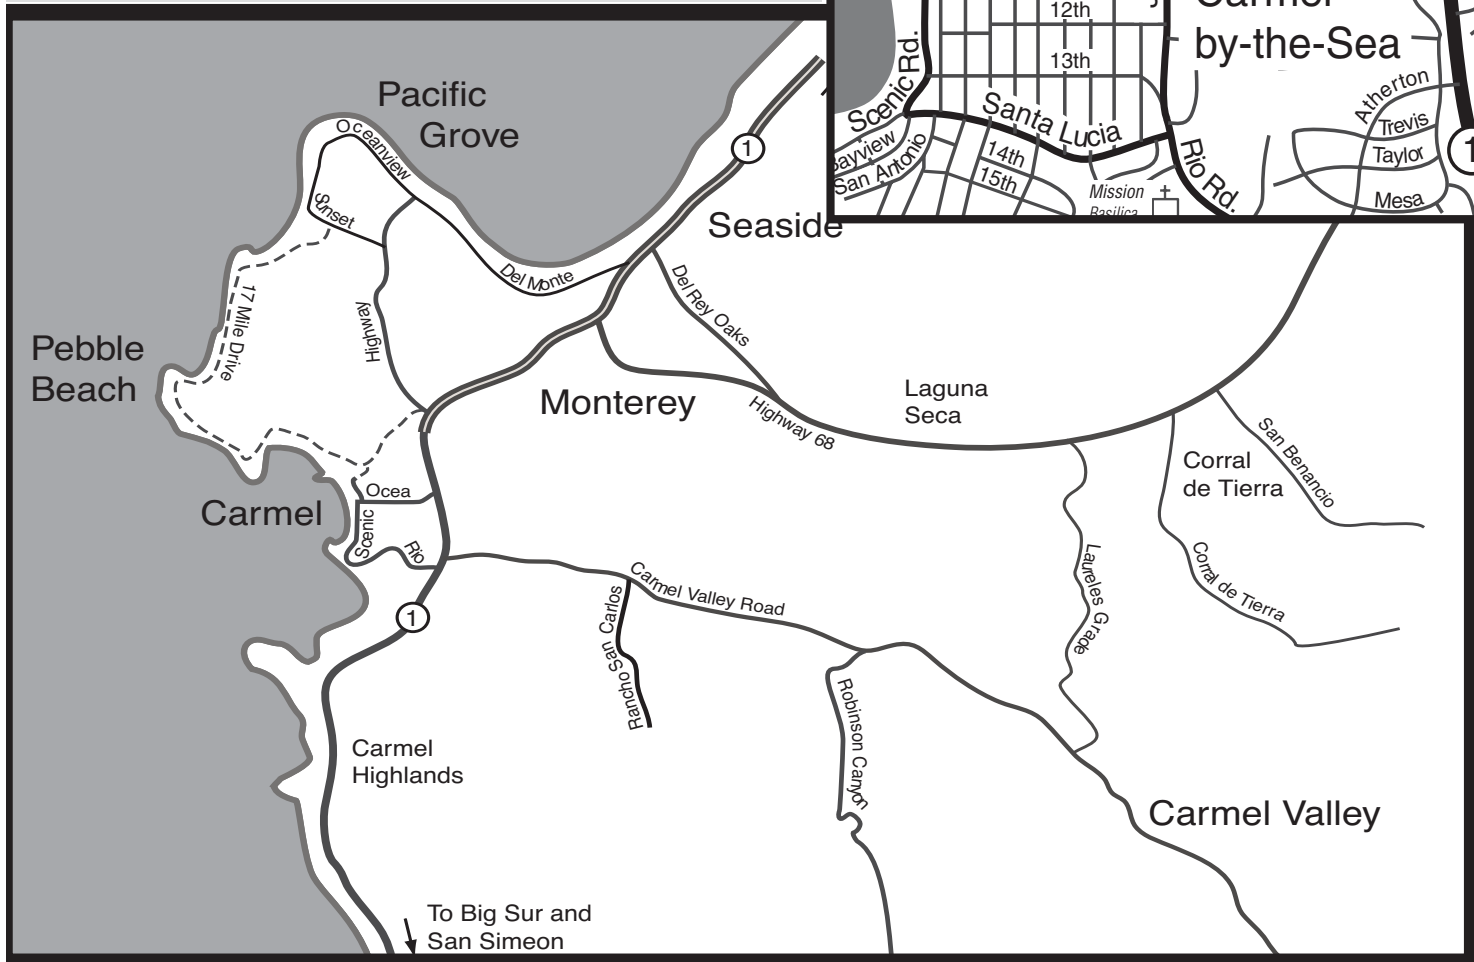 12th
by-the-Sea
13th
Scenic Rd.
Santa Lucia
Atherton
Trevis
Taylor
Mesa
1
San Antonio
14th
15th
Mission
Basilica
Rio Rd.
Pacific
Grove
Oceanview
1
Sunset
Seaside
Del Monte
Del Rey Oaks
17 Mile Drive
Highway
Pebble
Beach
Monterey
Highway 68
Laguna
Seca
San Benancio
Corral
de Tierra
Carmel
Ocea
Scenic
Rio
Corral de Tierra
Laureles Grade
Carmel Valley Road
Rancho San Carlos
1
Robinson Canyon
Carmel
Highlands
Carmel Valley
To Big Sur and
San Simeon